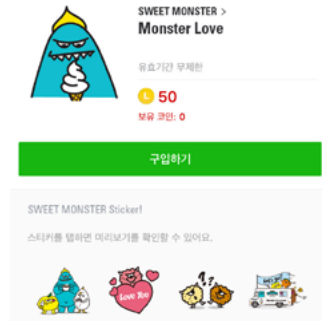 SWEET MONSTER >
Monster Love
유효기간 무제한
L 50
보유 코인: 0
구입하기
SWEET MONSTER Sticker!
스티커를 탭하면 미리보기를 확인할 수 있어요.
Love You